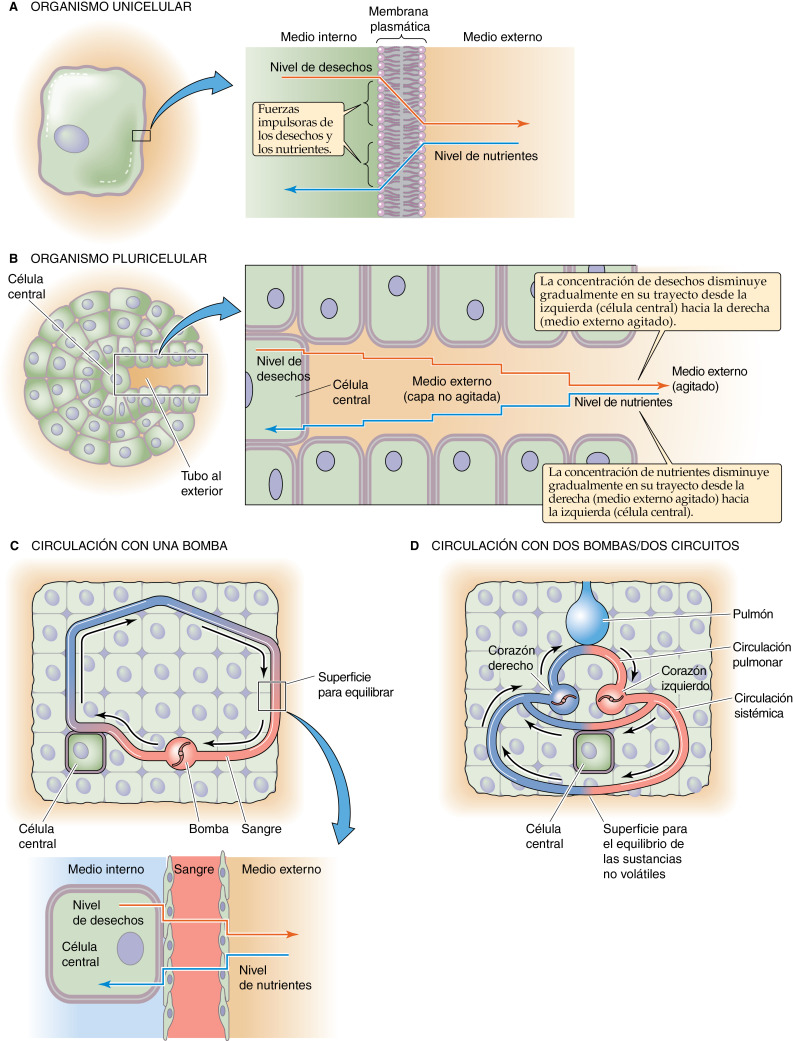 A ORGANISMO UNICELULAR
Membrana
plasmática
Medio interno
Medio externo
Nivel de desechos
Fuerzas
impulsoras de
los desechos y
los nutrientes.
Nivel de nutrientes
B ORGANISMO PLURICELULAR
Célula
central
Tubo al
exterior
La concentración de desechos disminuye
gradualmente en su trayecto desde la
izquierda (célula central) hacia la derecha
(medio externo agitado).
Nivel de
desechos
Célula
central
Medio externo
(capa no agitada)
Medio externo
(agitado)
Nivel de nutrientes
La concentración de nutrientes disminuye
gradualmente en su trayecto desde la
derecha (medio externo agitado) hacia
la izquierda (célula central).
C CIRCULACIÓN CON UNA BOMBA
Superficie
para equilibrar
Célula
central
Bomba
Sangre
Medio interno
Sangre
Medio externo
Nivel
de desechos
Célula
central
Nivel
de nutrientes
D CIRCULACIÓN CON DOS BOMBAS/DOS CIRCUITOS
Pulmón
Corazón
derecho
Circulación
pulmonar
Corazón
izquierdo
Circulación
sistémica
Célula
central
Superficie para
el equilibrio de
las sustancias
no volátiles